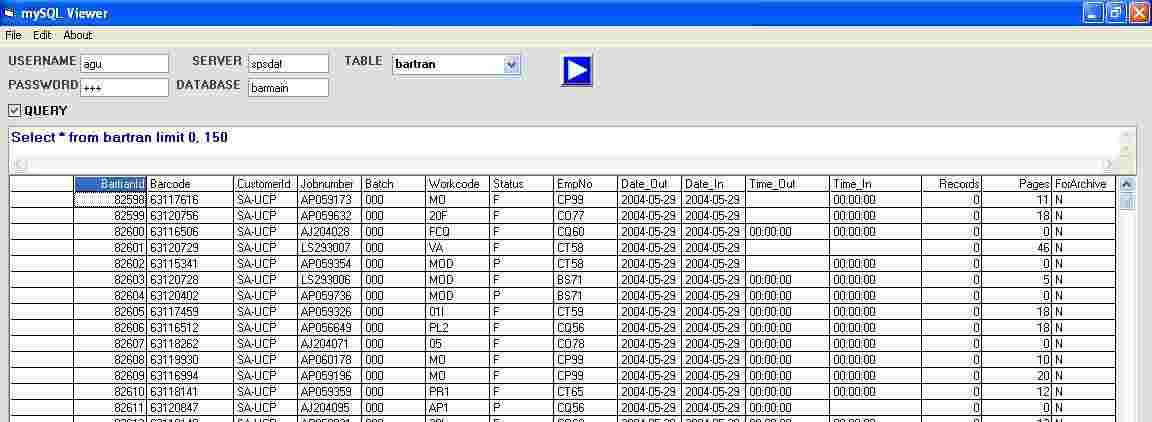 mySQL Viewer
File Edit About
USERNAME agu SERVER spsdat TABLE bartran
PASSWORD +++ DATABASE barmain
QUERY
Select * from bartran limit 0, 150
BartranId Barcode CustomerId Jobnumber Batch Workcode Status EmpNo Date_Out Date_In Time_Out Time_In Records Pages ForArchive
82598 63117616 SA-UCP AP059173 000 MO F CP99 2004-05-29 2004-05-29 00:00:00 0 11 N
82599 63120756 SA-UCP AP059632 000 20F F CO77 2004-05-29 2004-05-29 0 18 N
82600 63116506 SA-UCP AJ204028 000 FCQ F CQ60 2004-05-29 2004-05-29 00:00:00 00:00:00 0 0 N
82601 63120729 SA-UCP LS293007 000 VA F CT58 2004-05-29 2004-05-29 0 46 N
82602 63115341 SA-UCP AP059354 000 MOD P CT58 2004-05-29 2004-05-29 00:00:00 0 0 N
82603 63120728 SA-UCP LS293006 000 MOD F BS71 2004-05-29 2004-05-29 00:00:00 0 5 N
82604 63120402 SA-UCP AP059736 000 MOD P BS71 2004-05-29 2004-05-29 00:00:00 0 0 N
82605 63117459 SA-UCP AP059326 000 01I F CT59 2004-05-29 2004-05-29 00:00:00 00:00:00 0 18 N
82606 63116512 SA-UCP AP056649 000 PL2 F CQ56 2004-05-29 2004-05-29 00:00:00 00:00:00 0 18 N
82607 63118262 SA-UCP AJ204071 000 05 F CO78 2004-05-29 2004-05-29 00:00:00 0 0 N
82608 63119930 SA-UCP AP060178 000 MO F CP99 2004-05-29 2004-05-29 00:00:00 00:00:00 0 10 N
82609 63116994 SA-UCP AP059196 000 MO F CP99 2004-05-29 2004-05-29 00:00:00 00:00:00 0 20 N
82610 63118141 SA-UCP AP059359 000 PR1 F CT65 2004-05-29 2004-05-29 00:00:00 00:00:00 0 12 N
82611 63120847 SA-UCP AJ204095 000 AP1 P CQ56 2004-05-29 2004-05-29 00:00:00 0 0 N